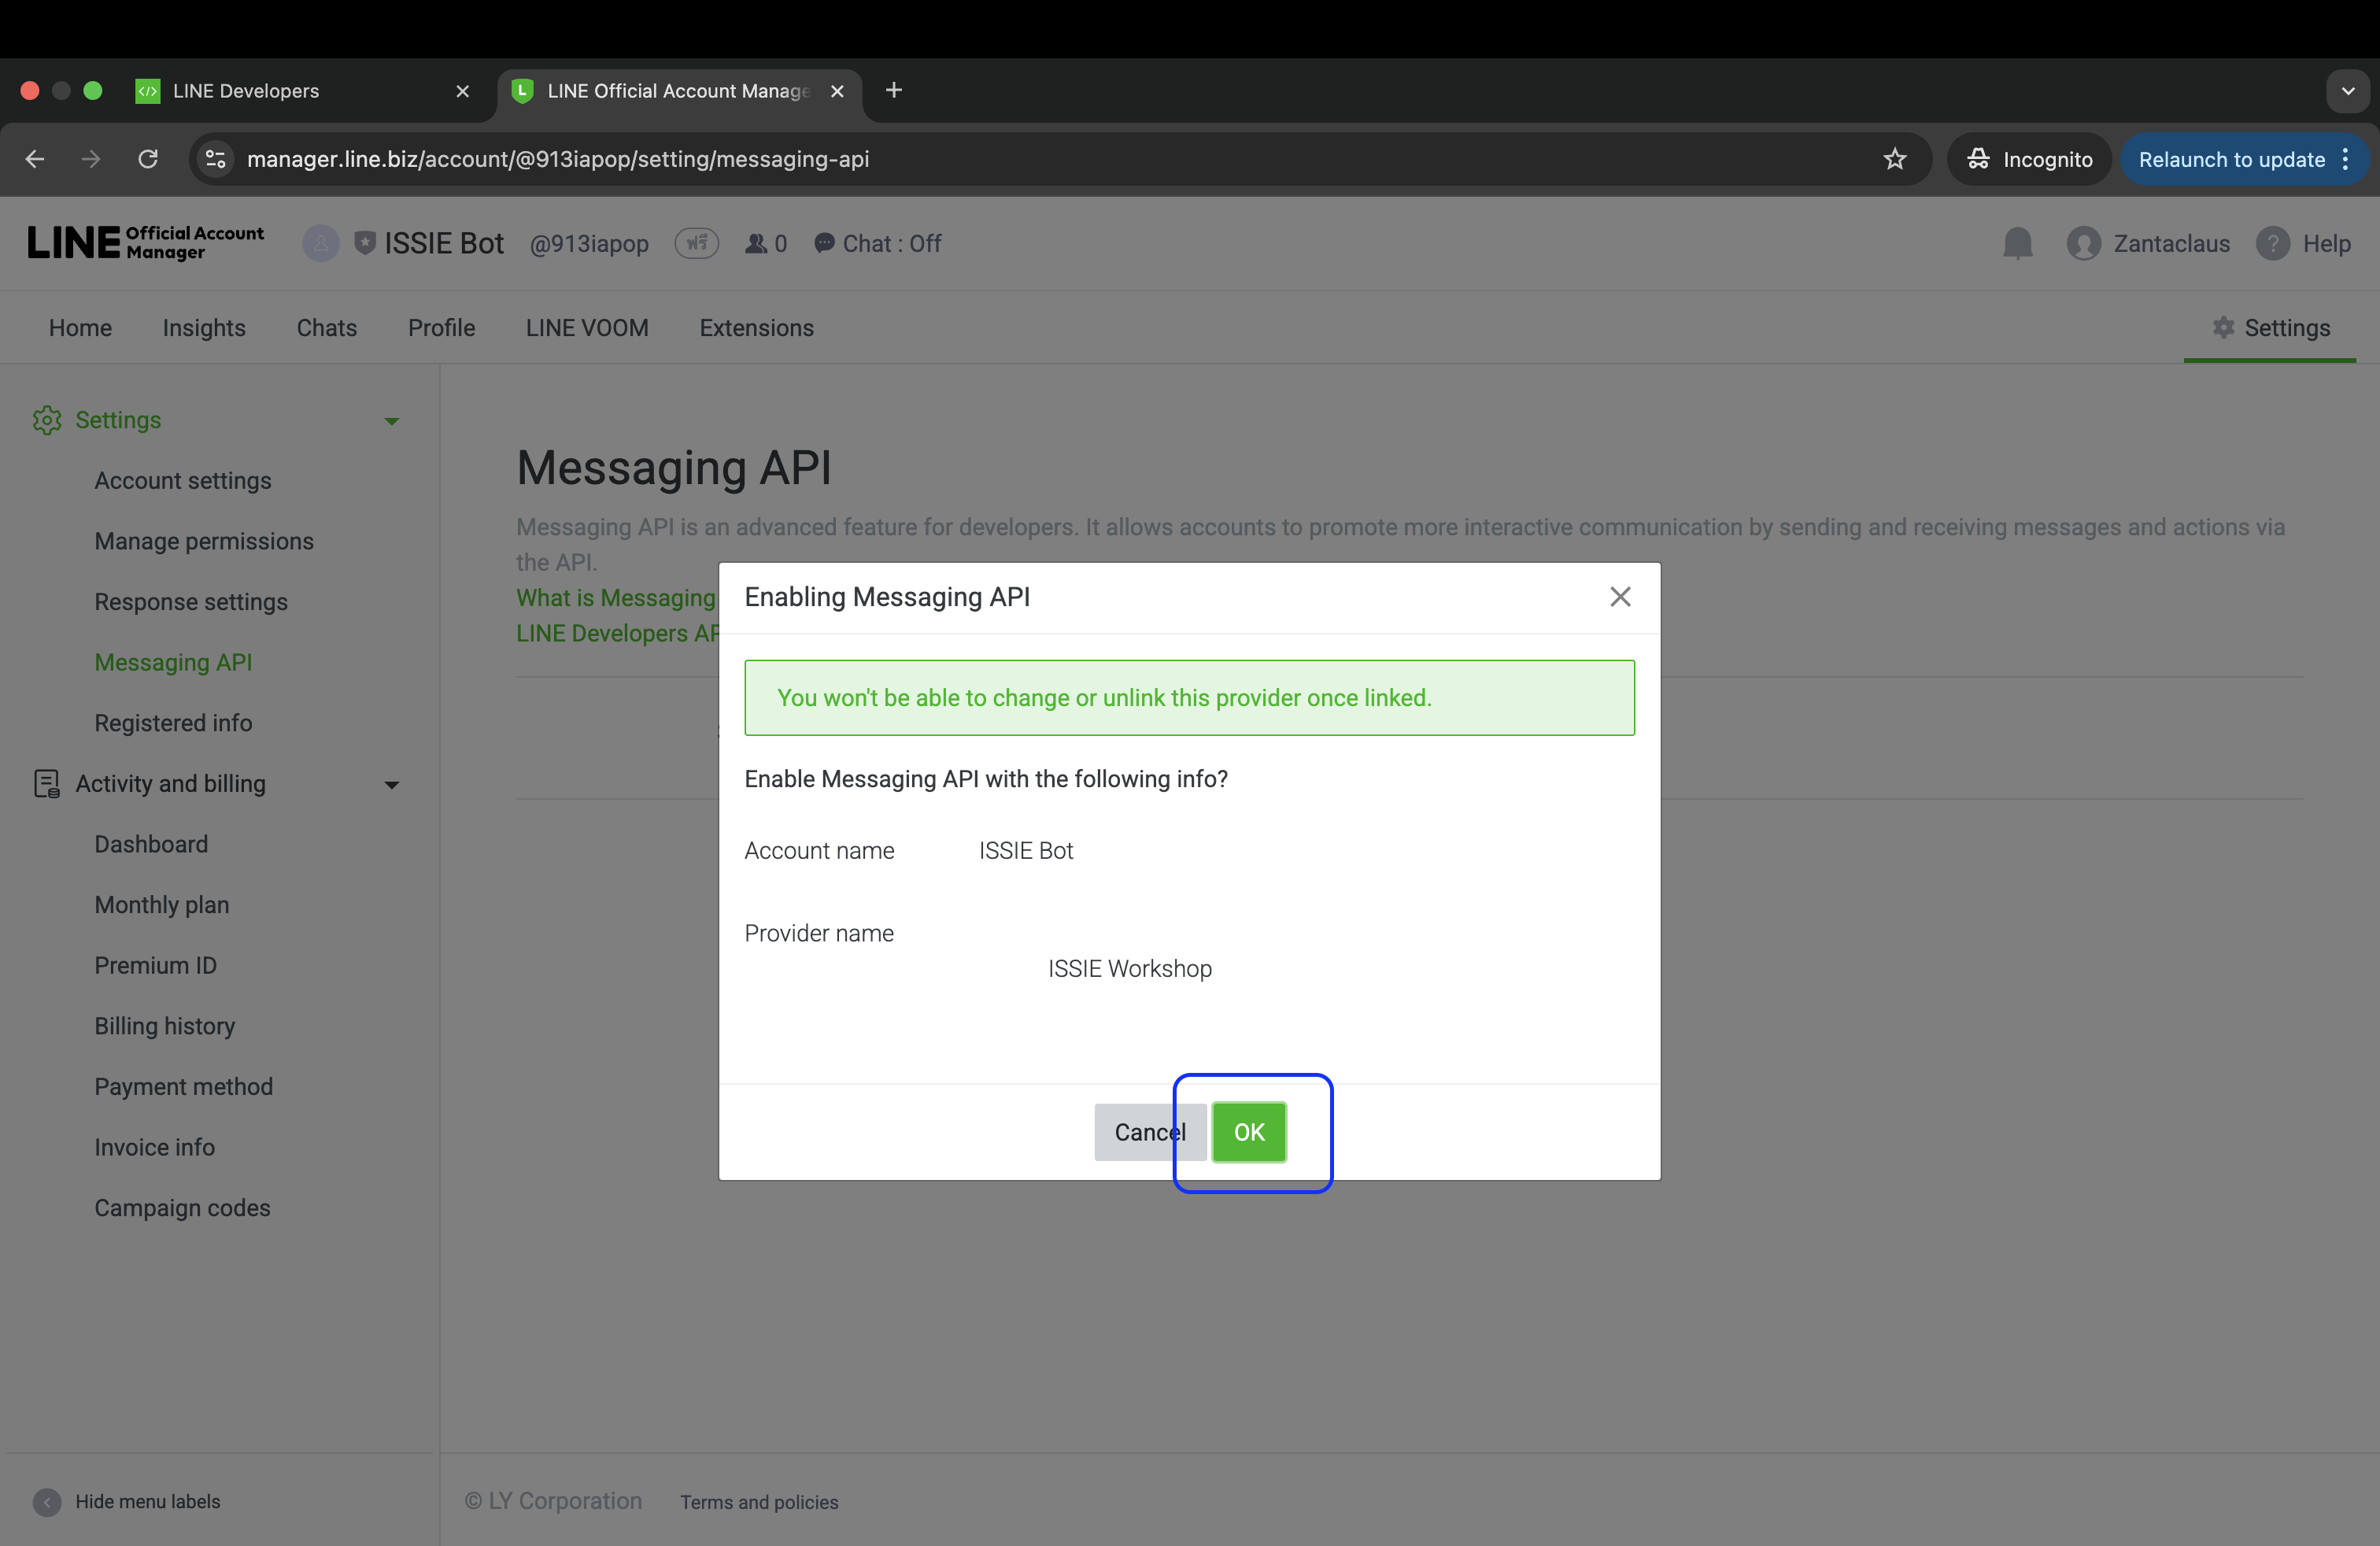 LINE Developers
LINE Official Account Manage
manager.line.biz/account/@913iapop/setting/messaging-api
Incognito
Relaunch to update
LINE Official Account Manager
ISSIE Bot
@913iapop
ฟรี
0
Chat : Off
Zantaclaus
? Help
Home
Insights
Chats
Profile
LINE VOOM
Extensions
Settings
Settings
Account settings
Manage permissions
Response settings
Messaging API
Registered info
Activity and billing
Dashboard
Monthly plan
Premium ID
Billing history
Payment method
Invoice info
Campaign codes
Hide menu labels
Messaging API
Messaging API is an advanced feature for developers. It allows accounts to promote more interactive communication by sending and receiving messages and actions via
the API.
What is Messaging
LINE Developers AP
Enabling Messaging API
You won't be able to change or unlink this provider once linked.
Enable Messaging API with the following info?
Account name ISSIE Bot
Provider name
ISSIE Workshop
Cancel
OK
© LY Corporation
Terms and policies